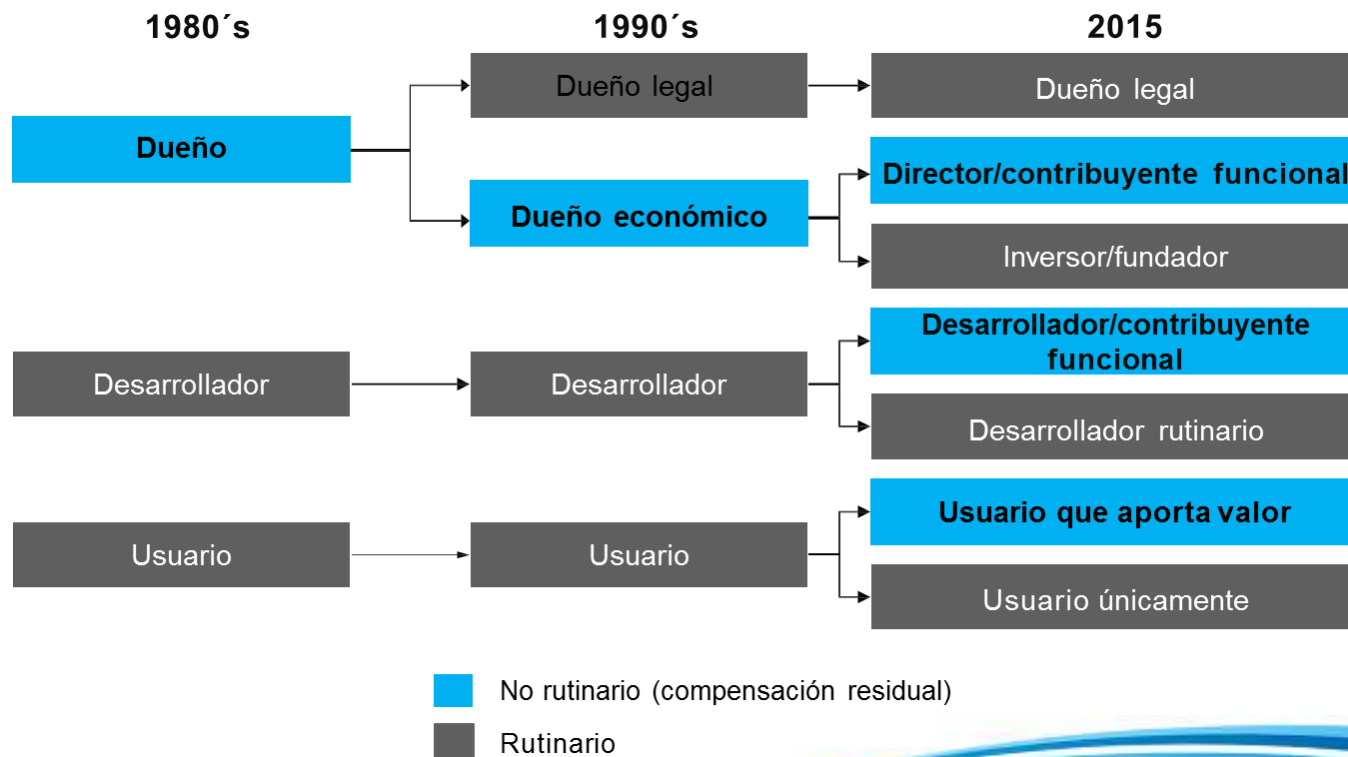 1980´s
1990´s
2015
Dueño
Dueño legal
Dueño legal
Dueño económico
Director/contribuyente funcional
Inversor/fundador
Desarrollador
Desarrollador
Desarrollador/contribuyente
funcional
Desarrollador rutinario
Usuario
Usuario
Usuario que aporta valor
Usuario únicamente
No rutinario (compensación residual)
Rutinario